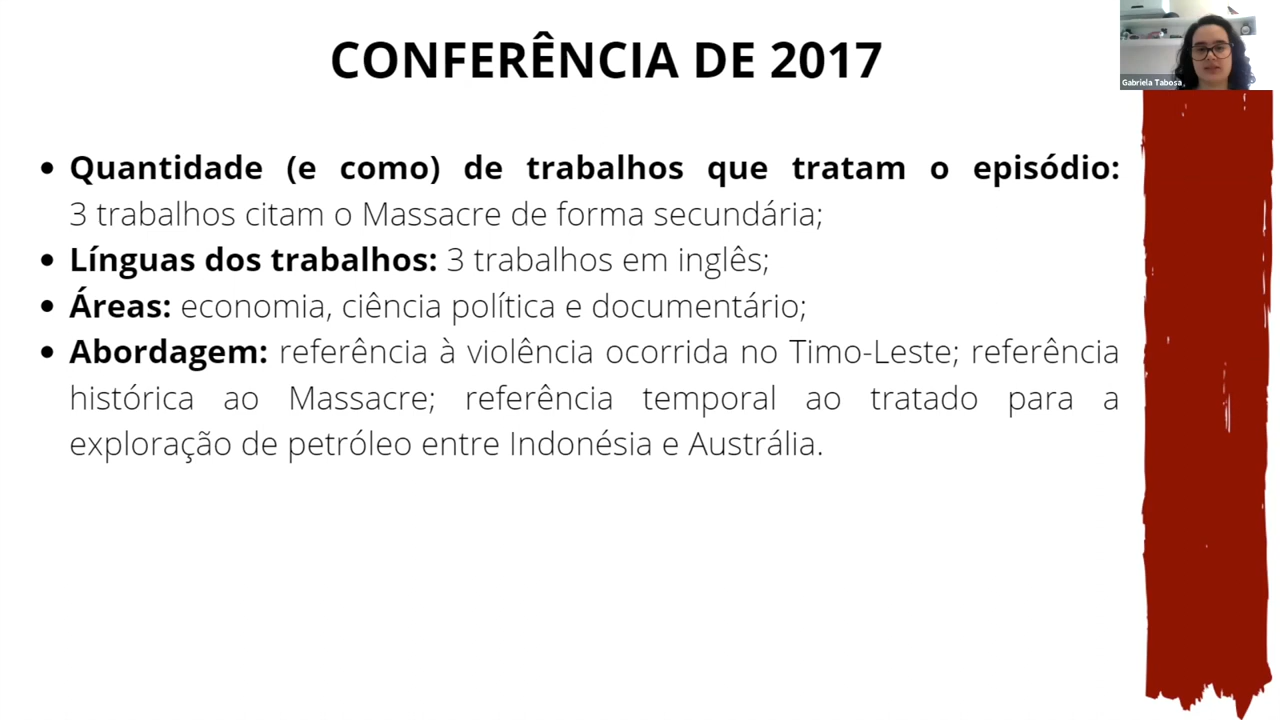 CONFERÊNCIA DE 2017
Gabriela Tabosa
• Quantidade (e como) de trabalhos que tratam o episódio:
3 trabalhos citam o Massacre de forma secundária;
• Línguas dos trabalhos: 3 trabalhos em inglês;
• Áreas: economia, ciência política e documentário;
• Abordagem: referência à violência ocorrida no Timo-Leste; referência
histórica ao Massacre; referência temporal ao tratado para a
exploração de petróleo entre Indonésia e Austrália.